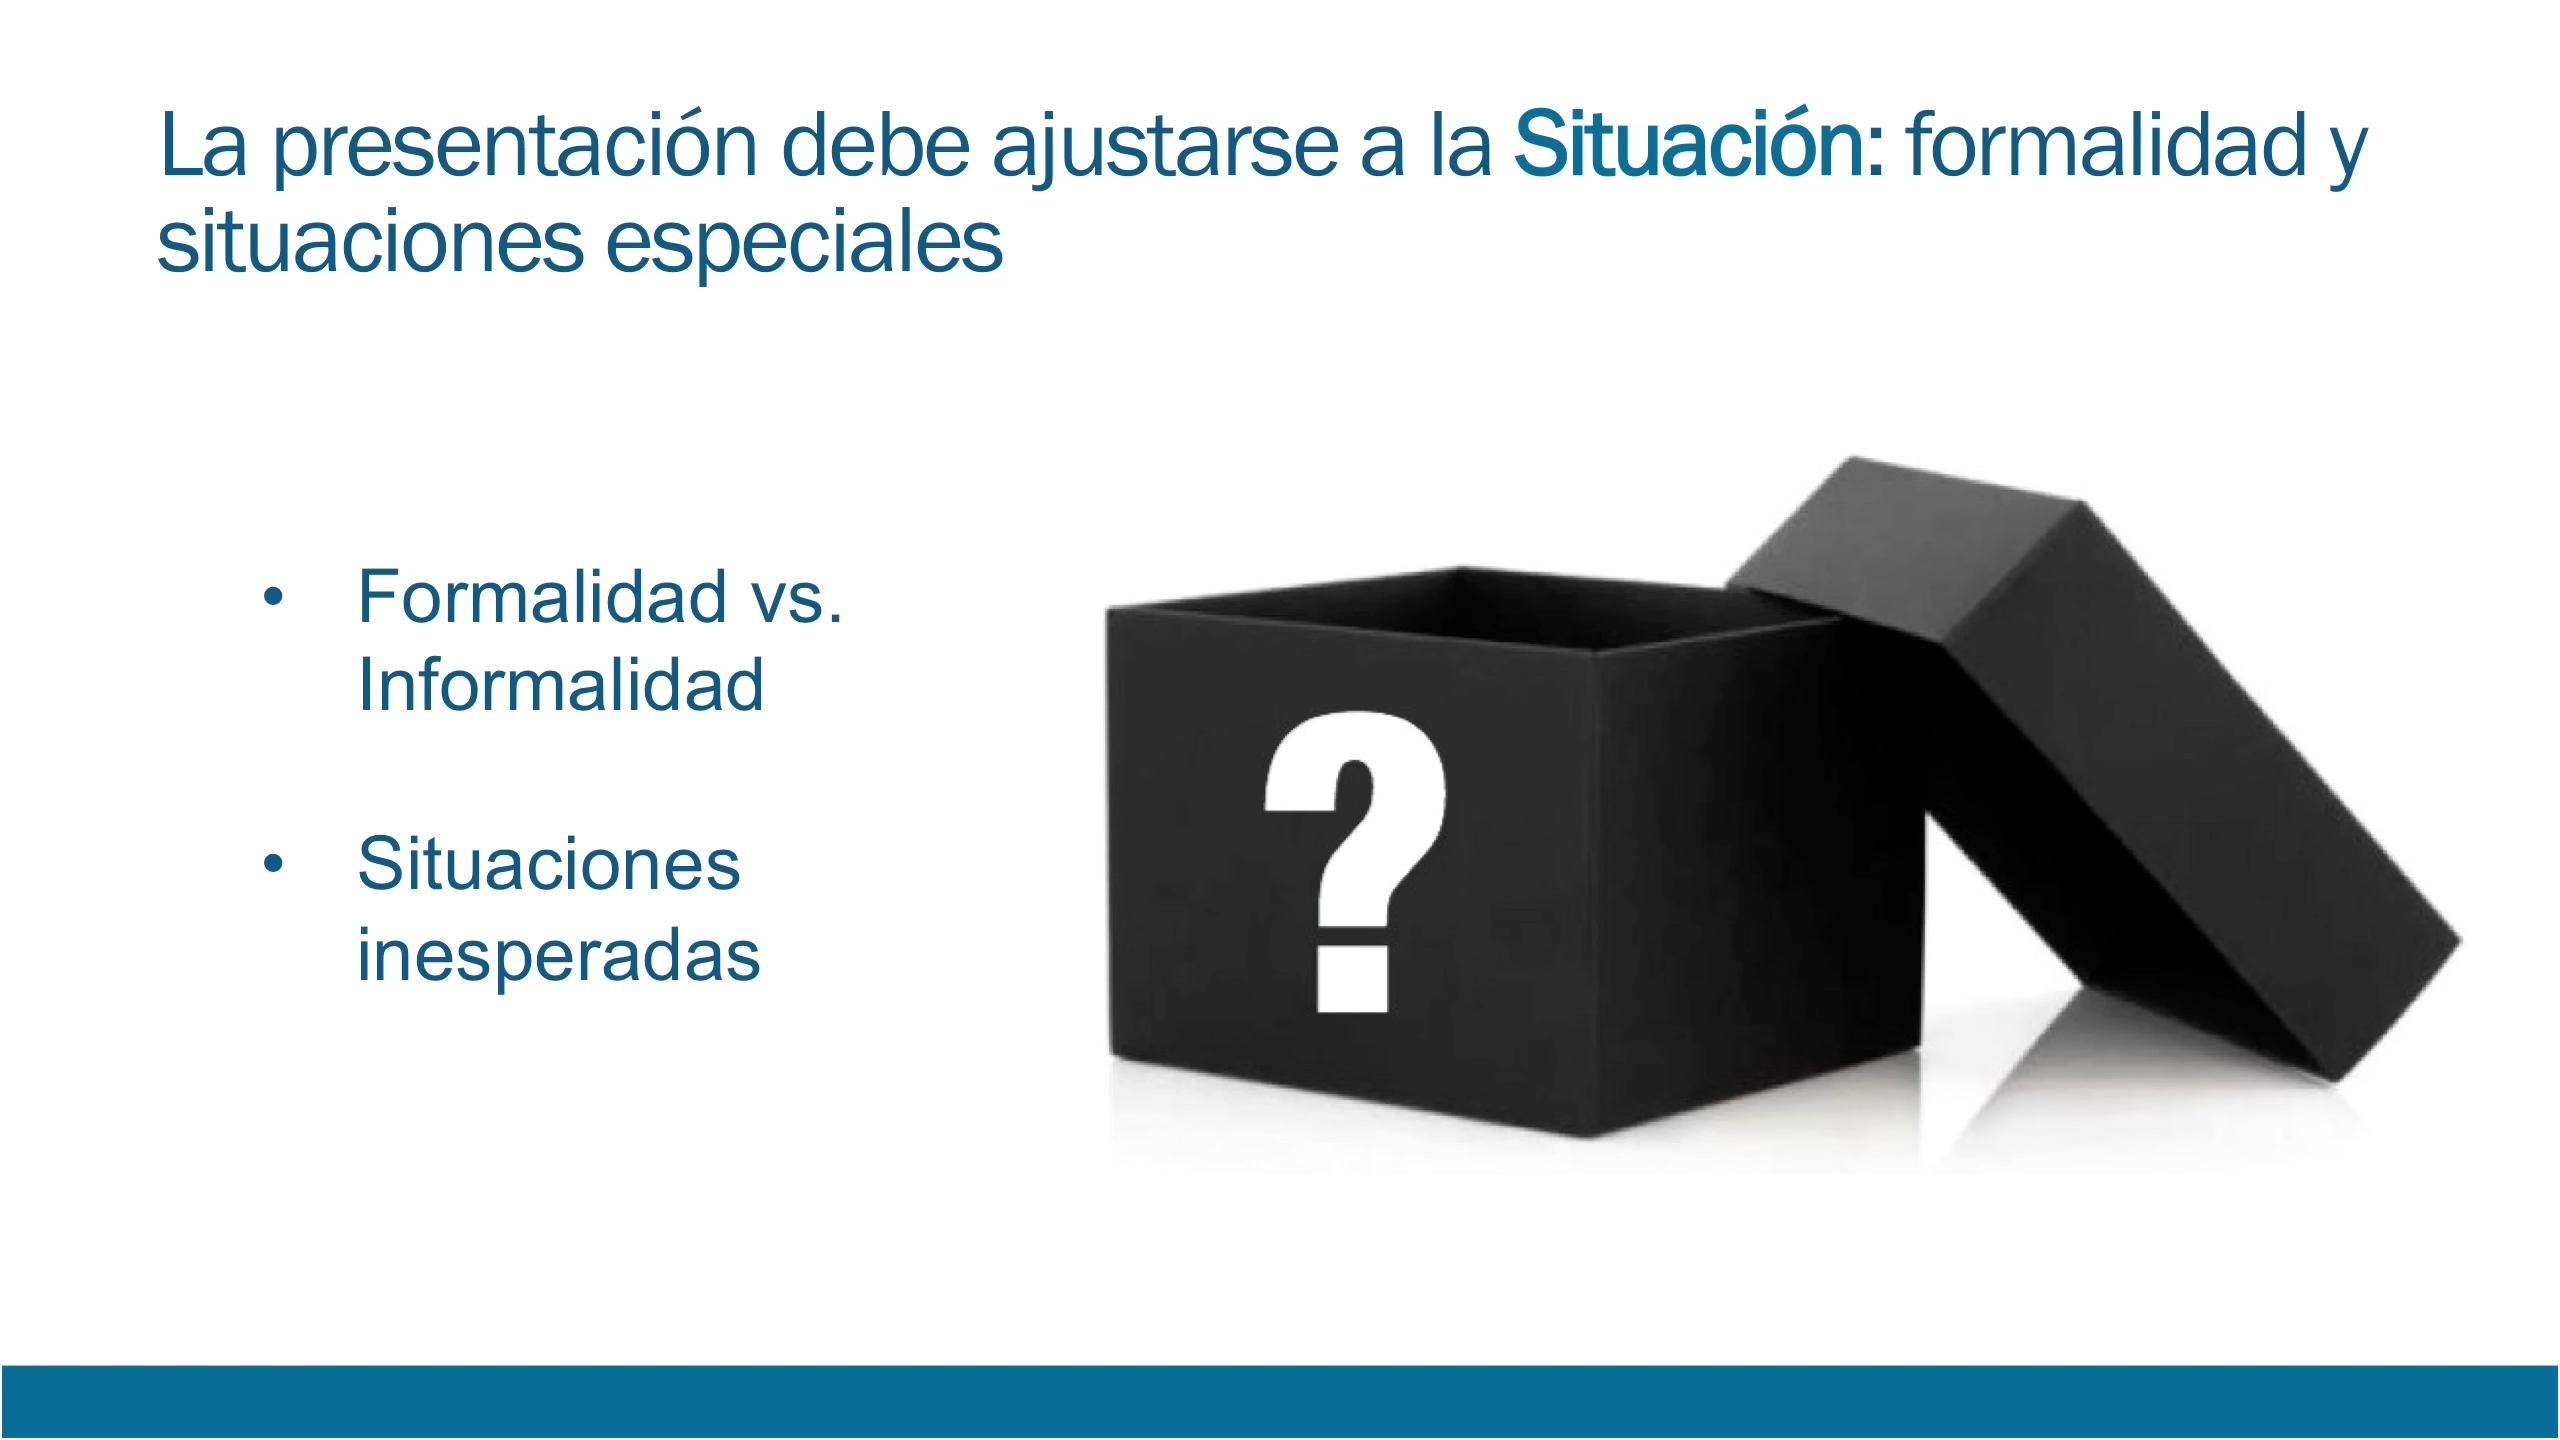 La presentación debe ajustarse a la Situación: formalidad y
situaciones especiales
• Formalidad vs.
Informalidad
• Situaciones
inesperadas
?